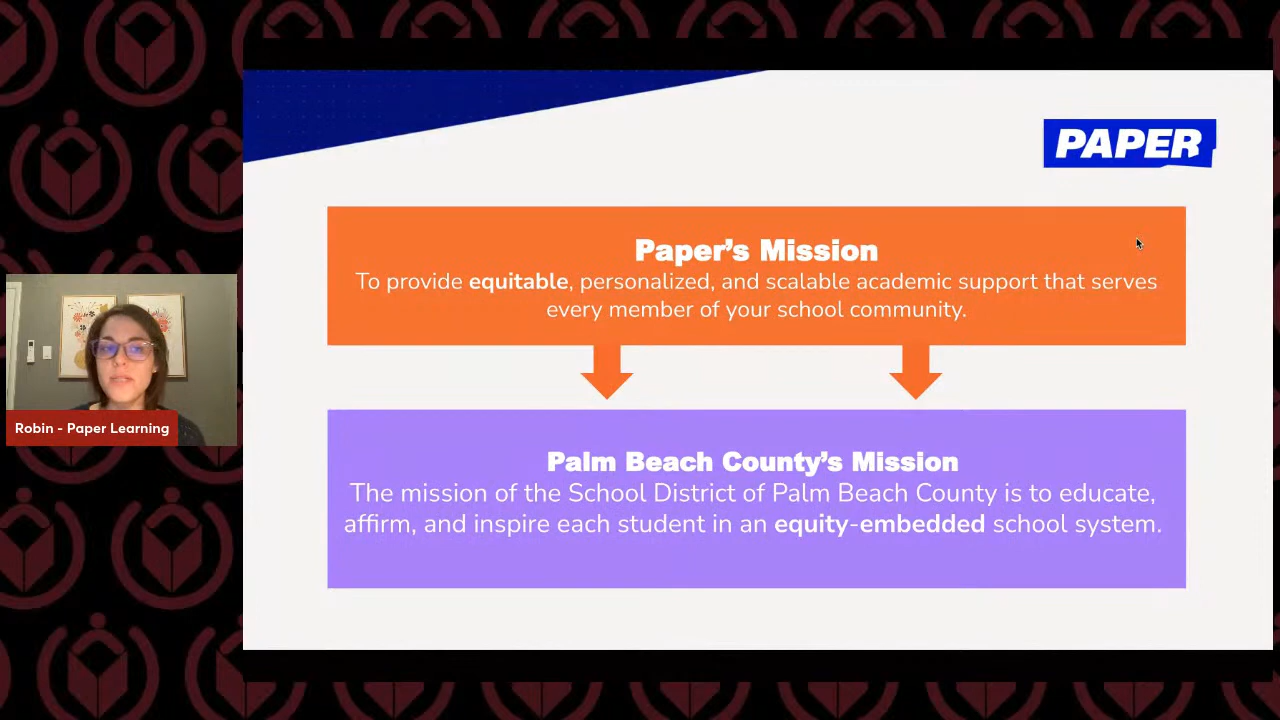 PAPER
Paper's Mission
To provide equitable, personalized, and scalable academic support that serves
every member of your school community.
Palm Beach County's Mission
The mission of the School District of Palm Beach County is to educate,
affirm, and inspire each student in an equity-embedded school system.
Robin - Paper Learning